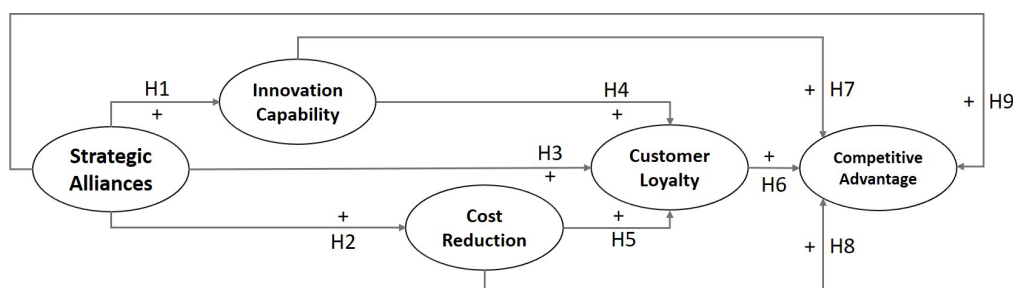 H1
+
Innovation
Capability
H4
+
+
H7
+
H9
Strategic
Alliances
H3
+
Customer
Loyalty
+
H6
Competitive
Advantage
+
H2
Cost
Reduction
+
H5
+
H8